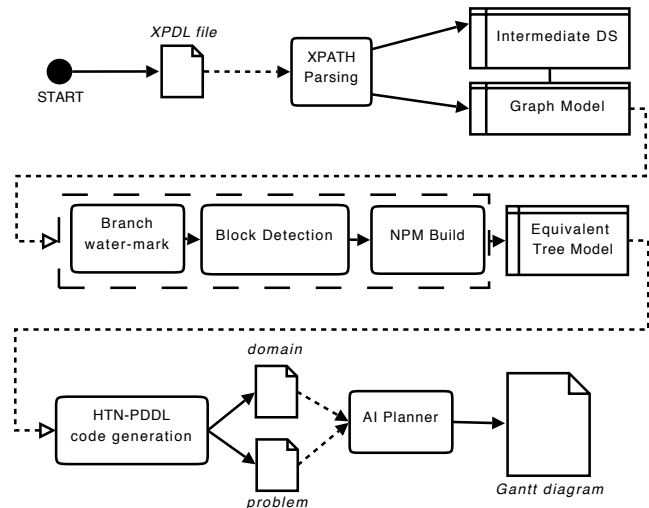 XPDL file
START
XPATH
Parsing
Intermediate DS
Graph Model
Branch
water-mark
Block Detection
NPM Build
Equivalent
Tree Model
HTN-PDDL
code generation
domain
problem
AI Planner
Gantt diagram